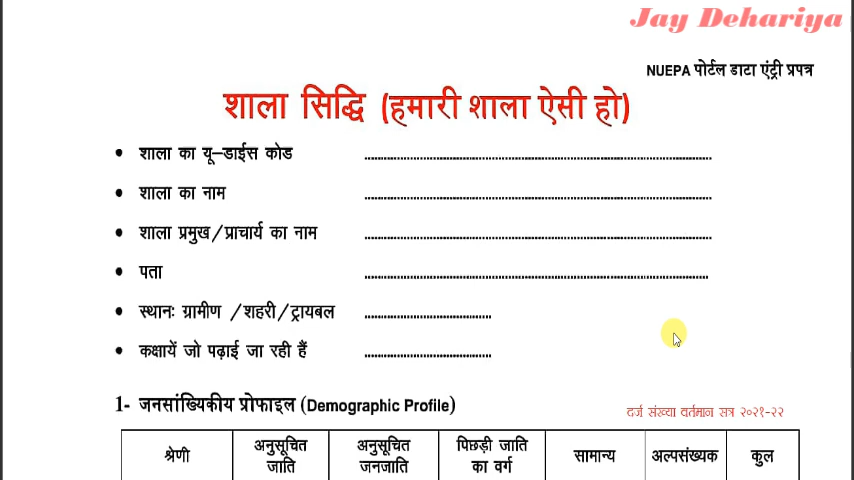 Jay Dehariya
NUEPA पोर्टल डाटा एंट्री प्रपत्र
शाला सिद्धि (हमारी शाला ऐसी हो)
• शाला का यू–डाईस कोड ........................................
• शाला का नाम ........................................
• शाला प्रमुख/प्राचार्य का नाम ........................................
• पता ........................................
• स्थानः ग्रामीण /शहरी/ट्रायबल ....................
• कक्षायें जो पढ़ाई जा रही हैं ....................
1- जनसांख्यिकीय प्रोफाइल (Demographic Profile)
दर्ज संख्या वर्तमान सत्र २०२१-२२
श्रेणी अनुसूचित जाति अनुसूचित जनजाति पिछड़ी जाति का वर्ग सामान्य अल्पसंख्यक कुल